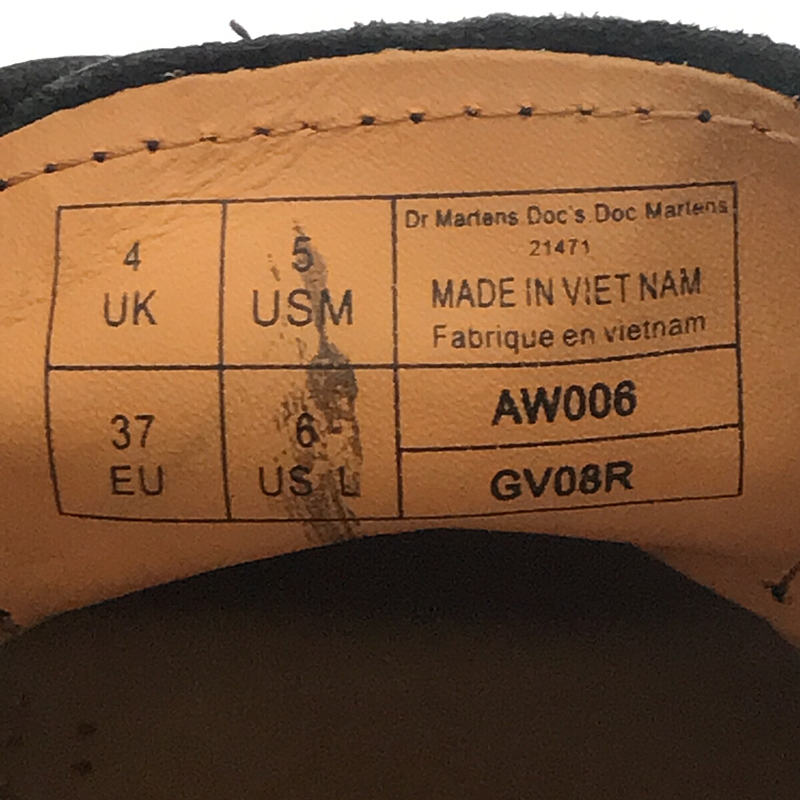 4
UK
5
USM
Dr Martens Doc's Doc Martens
21471
MADE IN VIET NAM
Fabrique en vietnam
37
EU
6
US L
AW006
GV08R